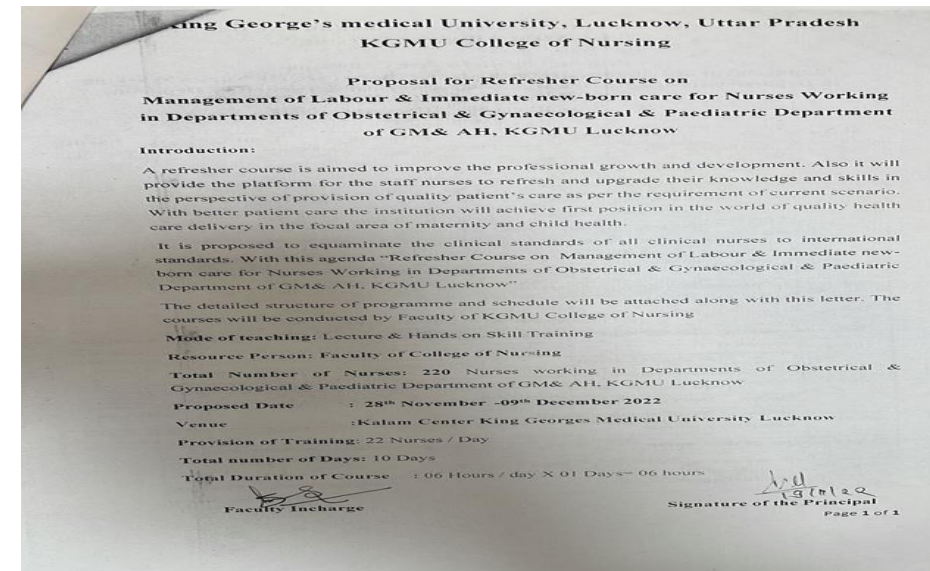 King George's medical University, Lucknow, Uttar Pradesh
KGMU College of Nursing
Proposal for Refresher Course on
Management of Labour & Immediate new-born care for Nurses Working
in Departments of Obstetrical & Gynaecological & Paediatric Department
of GM& AH, KGMU Lucknow
Introduction:
A refresher course is aimed to improve the professional growth and development. Also it will
provide the platform for the staff nurses to refresh and upgrade their knowledge and skills in
the perspective of provision of quality patient's care as per the requirement of current scenario.
With better patient care the institution will achieve first position in the world of quality health
care delivery in the focal area of maternity and child health.
It is proposed to equaminate the clinical standards of all clinical nurses to international
standards. With this agenda "Refresher Course on Management of Labour & Immediate new-
born care for Nurses Working in Departments of Obstetrical & Gynaecological & Paediatric
Department of GM& AH, KGMU Lucknow"
The detailed structure of programme and schedule will be attached along with this letter. The
courses will be conducted by Faculty of KGMU College of Nursing
Mode of teaching: Lecture & Hands on Skill Training
Resource Person: Faculty of College of Nursing
Total Number of Nurses: 220 Nurses working in Departments of Obstetrical &
Gynaecological & Paediatric Department of GM& AH, KGMU Lucknow
Proposed Date : 28th November -09th December 2022
Venue :Kalam Center King Georges Medical University Lucknow
Provision of Training: 22 Nurses / Day
Total number of Days: 10 Days
Total Duration of Course : 06 Hours / day X 01 Days= 06 hours
Faculty Incharge
Signature of the Principal
Page 1 of 1